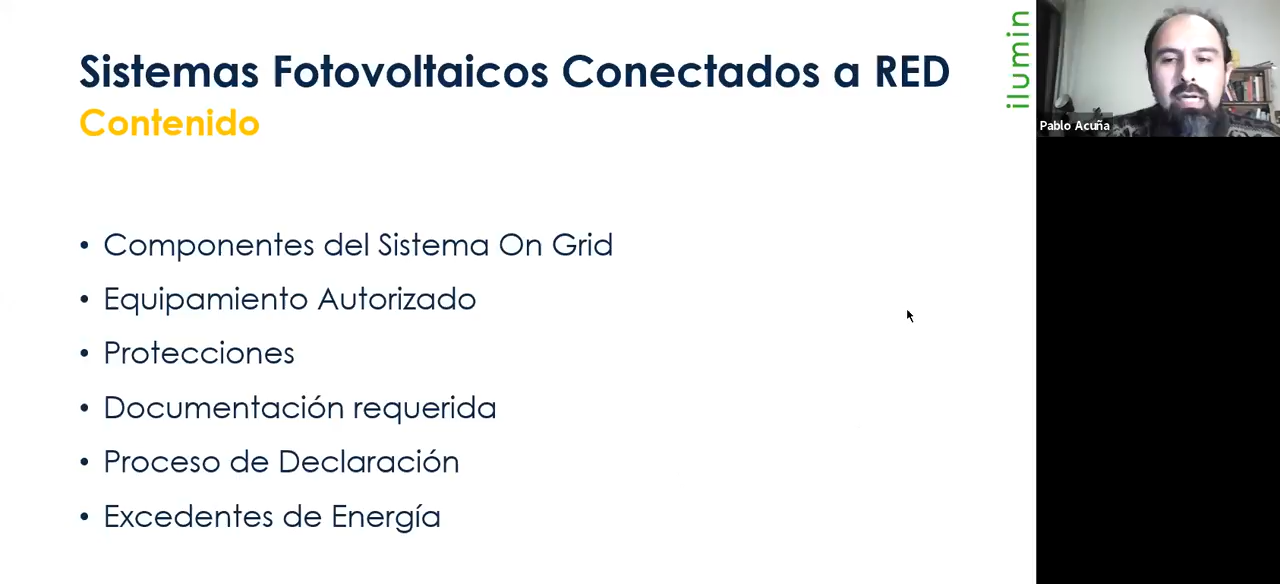 Sistemas Fotovoltaicos Conectados a RED
Contenido
ilumin
Pablo Acuña
• Componentes del Sistema On Grid
• Equipamiento Autorizado
• Protecciones
• Documentación requerida
• Proceso de Declaración
• Excedentes de Energía